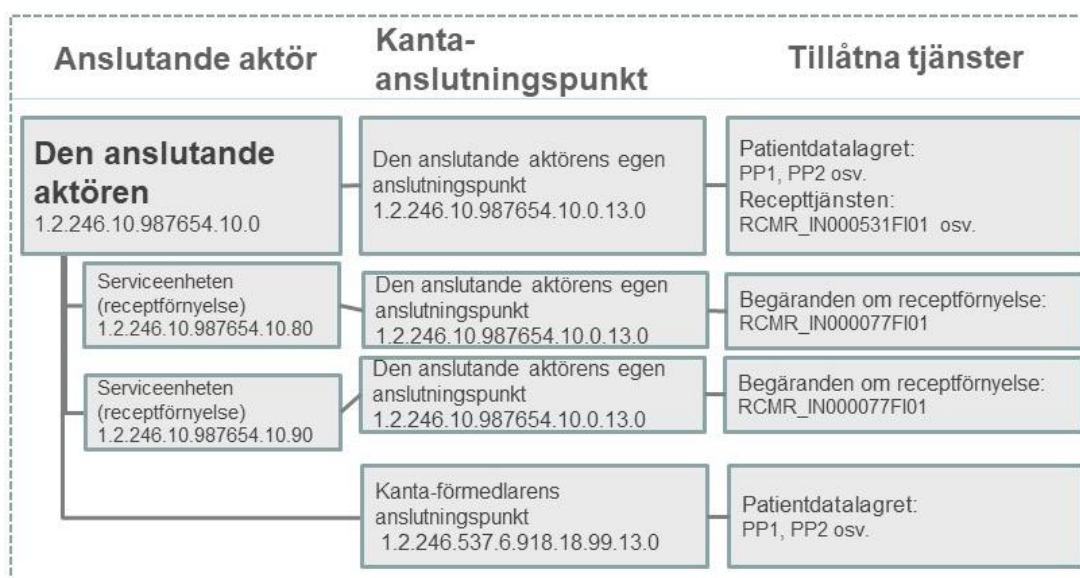 Anslutande aktör
Kanta-
anslutningspunkt
Tillåtna tjänster
Den anslutande
aktören
1.2.246.10.987654.10.0
Den anslutande aktörens egen
anslutningspunkt
1.2.246.10.987654.10.0.13.0
Patientdatalagret:
PP1, PP2 osv.
Recepttjänsten:
RCMR_IN000531FI01 osv.
Serviceenheten
(receptförnyelse)
1.2.246.10.987654.10.80
Den anslutande aktörens egen
anslutningspunkt
1.2.246.10.987654.10.0.13.0
Begäranden om receptförnyelse:
RCMR_IN000077FI01
Serviceenheten
(receptförnyelse)
1.2.246.10.987654.10.90
Den anslutande aktörens egen
anslutningspunkt
1.2.246.10.987654.10.0.13.0
Begäranden om receptförnyelse:
RCMR_IN000077FI01
Kanta-förmedlarens
anslutningspunkt
1.2.246.537.6.918.18.99.13.0
Patientdatalagret:
PP1, PP2 osv.